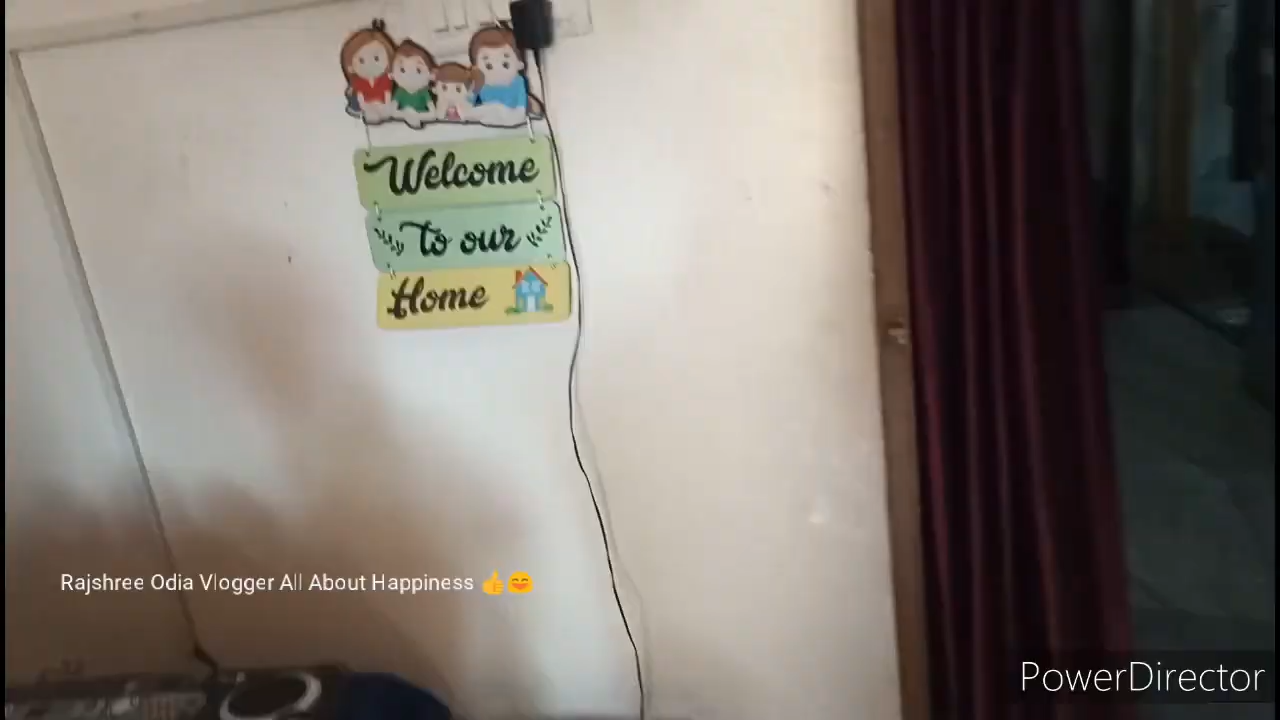 Welcome
To our
Home
Rajshree Odia Vlogger All About Happiness 👍😊
PowerDirector